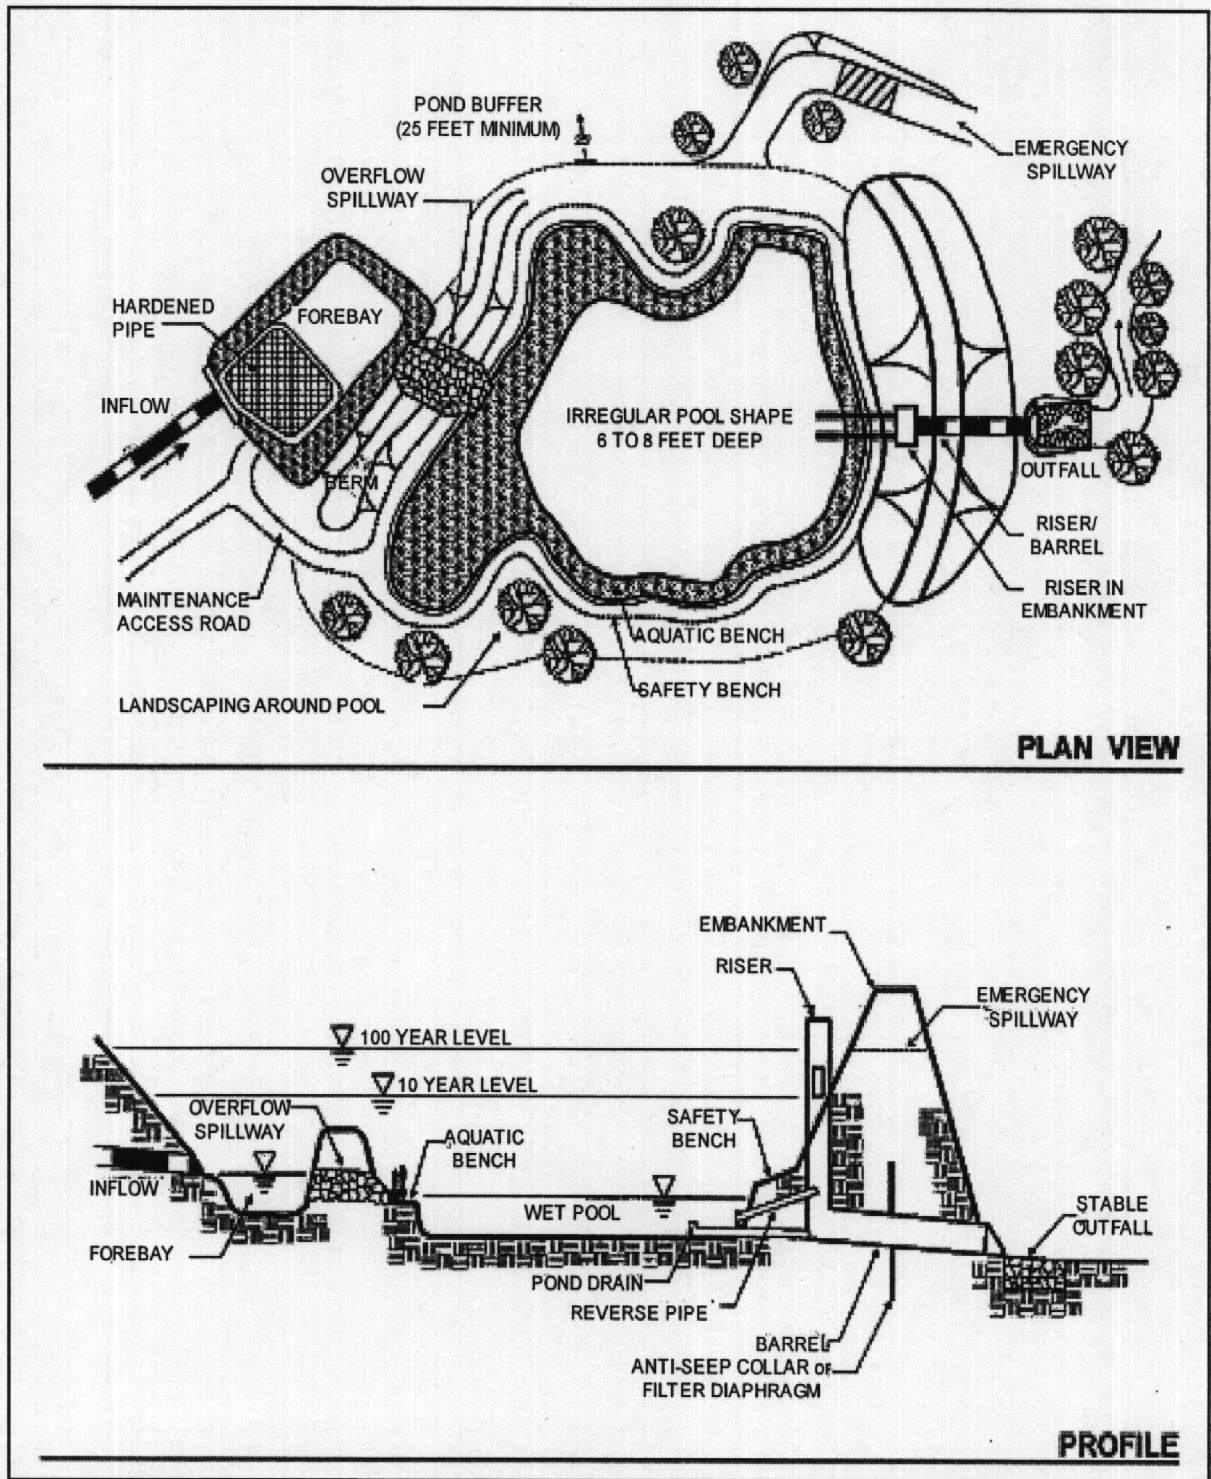 POND BUFFER
(25 FEET MINIMUM)
EMERGENCY
SPILLWAY
OVERFLOW
SPILLWAY
HARDENED
PIPE
FOREBAY
INFLOW
IRREGULAR POOL SHAPE
6 TO 8 FEET DEEP
OUTFALL
BERM
RISER/
BARREL
MAINTENANCE
ACCESS ROAD
RISER IN
EMBANKMENT
AQUATIC BENCH
SAFETY BENCH
LANDSCAPING AROUND POOL
PLAN VIEW
EMBANKMENT
RISER
EMERGENCY
SPILLWAY
100 YEAR LEVEL
10 YEAR LEVEL
OVERFLOW
SPILLWAY
SAFETY
BENCH
AQUATIC
BENCH
INFLOW
WET POOL
STABLE
OUTFALL
FOREBAY
POND DRAIN
REVERSE PIPE
BARREL
ANTI-SEEP COLLAR or
FILTER DIAPHRAGM
PROFILE